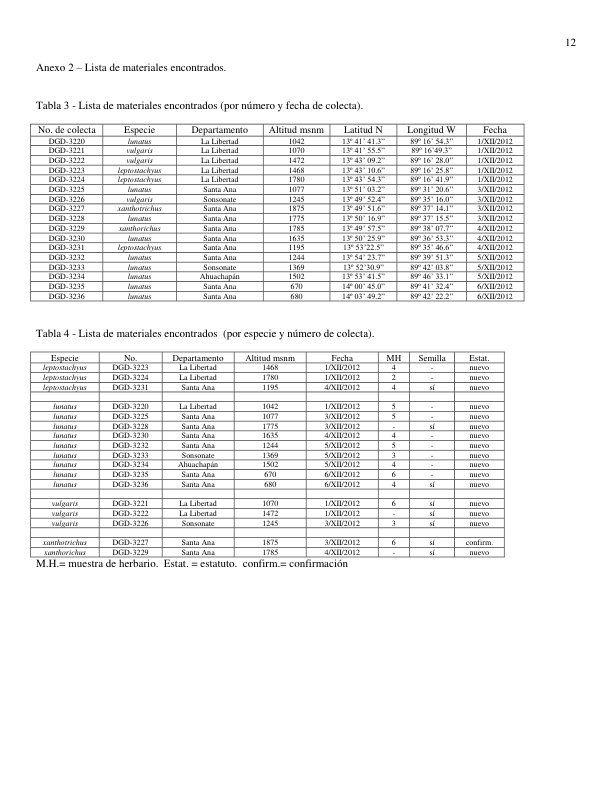 12
Anexo 2 – Lista de materiales encontrados.
Tabla 3 - Lista de materiales encontrados (por número y fecha de colecta).
No. de colecta Especie Departamento Altitud msnm Latitud N Longitud W Fecha
DGD-3220 lunatus La Libertad 1042 13º 41’ 41.3” 89º 16’ 54.3” 1/XII/2012
DGD-3221 vulgaris La Libertad 1070 13º 41’ 55.5” 89º 16’49.3” 1/XII/2012
DGD-3222 vulgaris La Libertad 1472 13º 43’ 09.2” 89º 16’ 28.0” 1/XII/2012
DGD-3223 leptostachyus La Libertad 1468 13º 43’ 10.6” 89º 16’ 25.8” 1/XII/2012
DGD-3224 leptostachyus La Libertad 1780 13º 43’ 54.3” 89º 16’ 41.9” 1/XII/2012
DGD-3225 lunatus Santa Ana 1077 13º 51’ 03.2” 89º 31’ 20.6” 3/XII/2012
DGD-3226 vulgaris Sonsonate 1245 13º 49’ 52.4” 89º 35’ 16.0” 3/XII/2012
DGD-3227 xanthotrichus Santa Ana 1875 13º 49’ 51.6” 89º 37’ 14.1” 3/XII/2012
DGD-3228 lunatus Santa Ana 1775 13º 50’ 16.9” 89º 37’ 15.5” 3/XII/2012
DGD-3229 xanthorichus Santa Ana 1785 13º 49’ 57.5” 89º 38’ 07.7” 4/XII/2012
DGD-3230 lunatus Santa Ana 1635 13º 50’ 25.9” 89º 36’ 53.3” 4/XII/2012
DGD-3231 leptostachyus Santa Ana 1195 13º 53’22.5” 89º 35’ 46.6” 4/XII/2012
DGD-3232 lunatus Santa Ana 1244 13º 54’ 23.7” 89º 39’ 51.3” 5/XII/2012
DGD-3233 lunatus Sonsonate 1369 13º 52’30.9” 89º 42’ 03.8” 5/XII/2012
DGD-3234 lunatus Ahuachapán 1502 13º 53’ 41.5” 89º 46’ 33.1” 5/XII/2012
DGD-3235 lunatus Santa Ana 670 14º 00’ 45.0” 89º 41’ 32.4” 6/XII/2012
DGD-3236 lunatus Santa Ana 680 14º 03’ 49.2” 89º 42’ 22.2” 6/XII/2012
Tabla 4 - Lista de materiales encontrados (por especie y número de colecta).
Especie No. Departamento Altitud msnm Fecha MH Semilla Estat.
leptostachyus DGD-3223 La Libertad 1468 1/XII/2012 4 - nuevo
leptostachyus DGD-3224 La Libertad 1780 1/XII/2012 2 - nuevo
leptostachyus DGD-3231 Santa Ana 1195 4/XII/2012 4 sí nuevo
lunatus DGD-3220 La Libertad 1042 1/XII/2012 5 - nuevo
lunatus DGD-3225 Santa Ana 1077 3/XII/2012 5 - nuevo
lunatus DGD-3228 Santa Ana 1775 3/XII/2012 - sí nuevo
lunatus DGD-3230 Santa Ana 1635 4/XII/2012 4 - nuevo
lunatus DGD-3232 Santa Ana 1244 5/XII/2012 5 - nuevo
lunatus DGD-3233 Sonsonate 1369 5/XII/2012 3 - nuevo
lunatus DGD-3234 Ahuachapán 1502 5/XII/2012 4 - nuevo
lunatus DGD-3235 Santa Ana 670 6/XII/2012 6 - nuevo
lunatus DGD-3236 Santa Ana 680 6/XII/2012 4 sí nuevo
vulgaris DGD-3221 La Libertad 1070 1/XII/2012 6 sí nuevo
vulgaris DGD-3222 La Libertad 1472 1/XII/2012 - sí nuevo
vulgaris DGD-3226 Sonsonate 1245 3/XII/2012 3 sí nuevo
xanthotrichus DGD-3227 Santa Ana 1875 3/XII/2012 6 sí confirm.
xanthorichus DGD-3229 Santa Ana 1785 4/XII/2012 - sí nuevo
M.H.= muestra de herbario. Estat. = estatuto. confirm.= confirmación